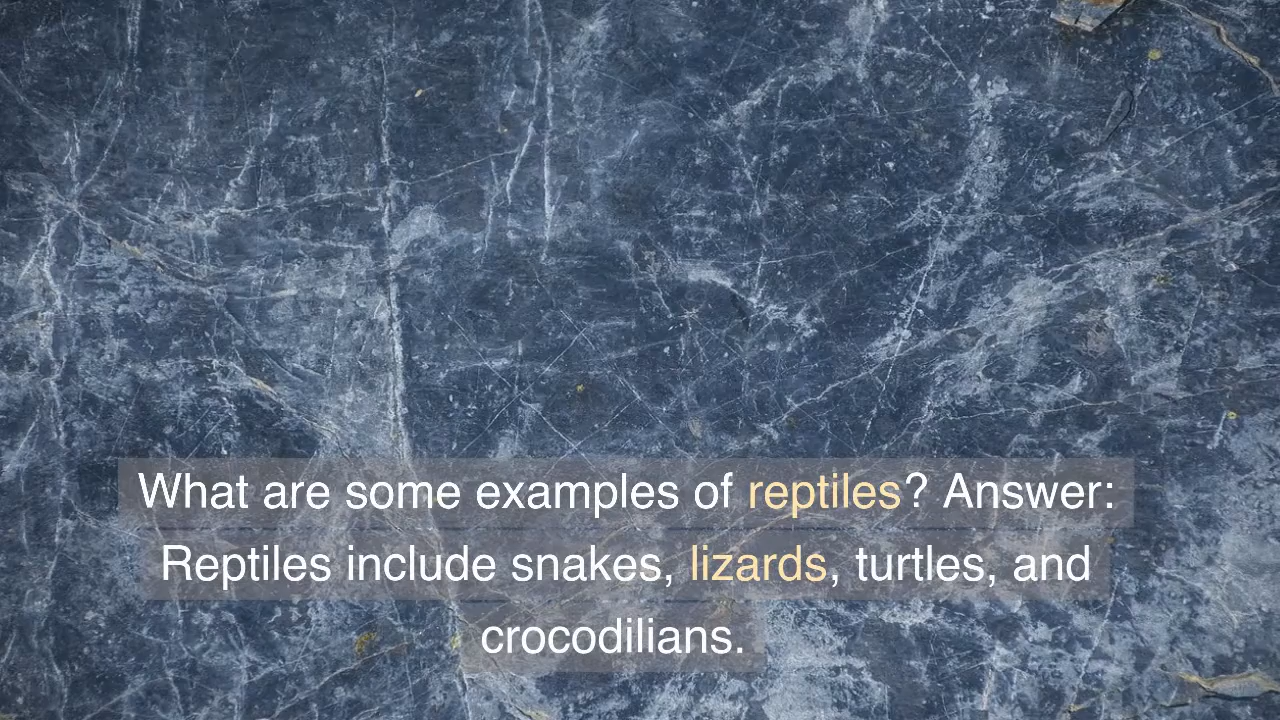 What are some examples of reptiles? Answer:
Reptiles include snakes, lizards, turtles, and
crocodilians.